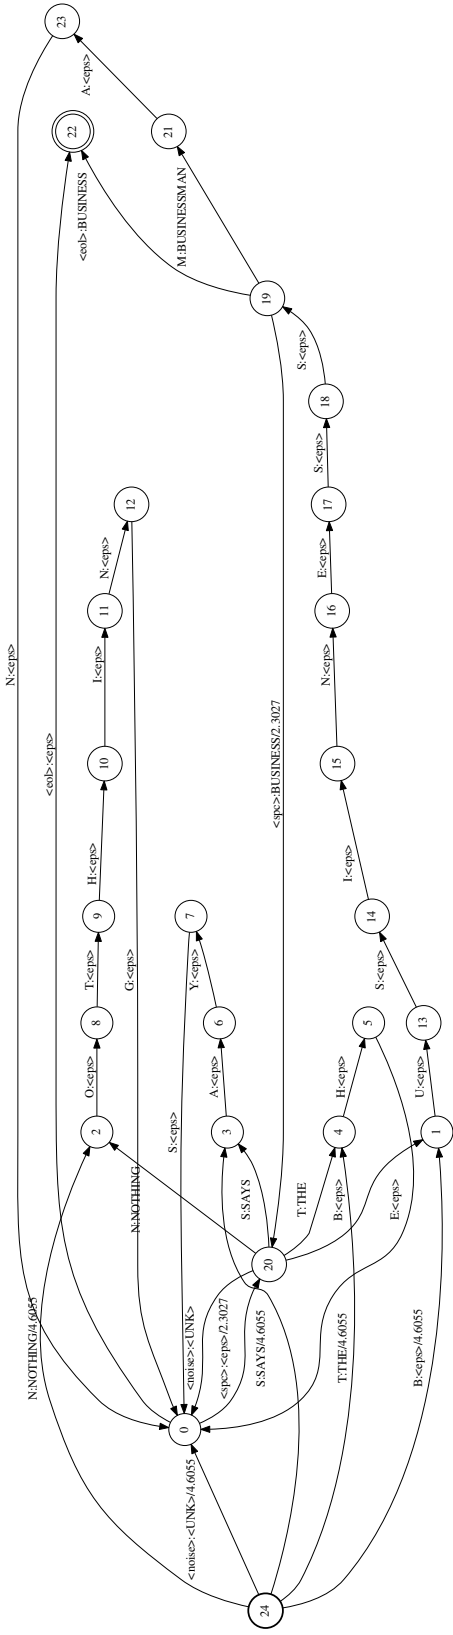 23
A:<eps>
22
21
<eol>:BUSINESS
M:BUSINESSMAN
19
S:<eps>
18
S:<eps>
17
E:<eps>
16
N:<eps>
15
I:<eps>
14
S:<eps>
13
U:<eps>
1
12
N:<eps>
11
I:<eps>
10
H:<eps>
9
T:<eps>
8
O:<eps>
2
N:<eps>
<eol>:<eps>
G:<eps>
<spc>:BUSINESS/2.3027
7
Y:<eps>
6
A:<eps>
3
S:<eps>
5
H:<eps>
4
N:NOTHING
S:SAYS
T:THE
B:<eps>
E:<eps>
20
<noise>:<UNK>
<spc>:<eps>/2.3027
S:SAYS/4.6055
T:THE/4.6055
B:<eps>/4.6055
N:NOTHING/4.6055
0
<noise>:<UNK>/4.6055
24